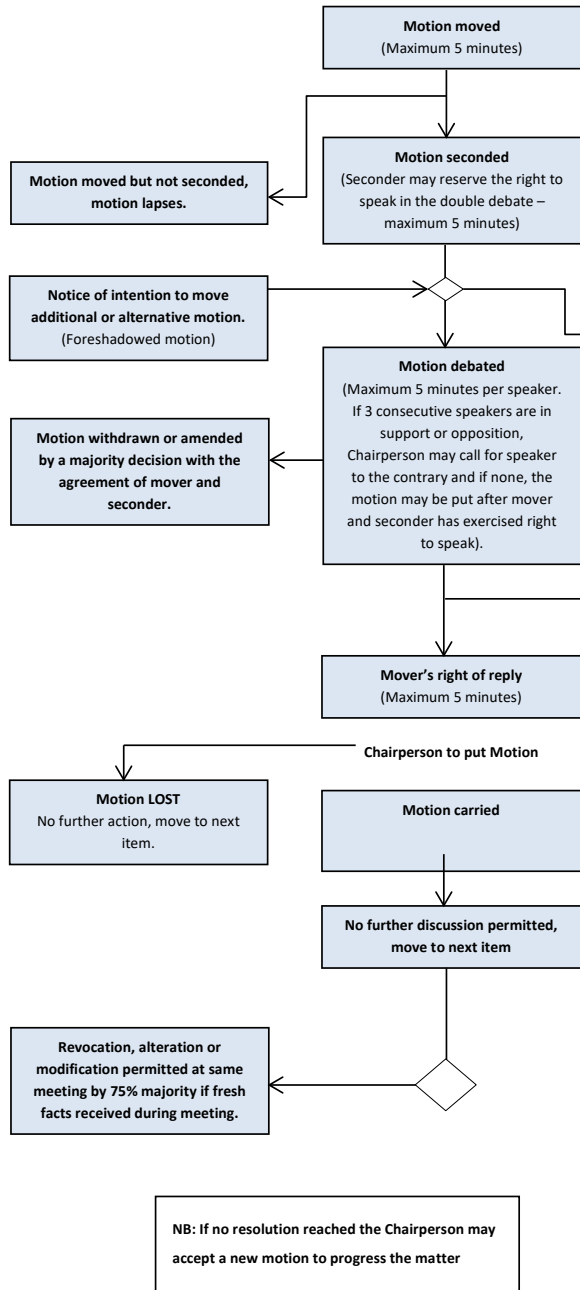 Motion moved
(Maximum 5 minutes)
Motion seconded
(Seconder may reserve the right to
speak in the double debate –
maximum 5 minutes)
Motion moved but not seconded,
motion lapses.
Notice of intention to move
additional or alternative motion.
(Foreshadowed motion)
Motion debated
(Maximum 5 minutes per speaker.
If 3 consecutive speakers are in
support or opposition,
Chairperson may call for speaker
to the contrary and if none, the
motion may be put after mover
and seconder has exercised right
to speak).
Motion withdrawn or amended
by a majority decision with the
agreement of mover and
seconder.
Mover’s right of reply
(Maximum 5 minutes)
Chairperson to put Motion
Motion LOST
No further action, move to next
item.
Motion carried
No further discussion permitted,
move to next item
Revocation, alteration or
modification permitted at same
meeting by 75% majority if fresh
facts received during meeting.
NB: If no resolution reached the Chairperson may
accept a new motion to progress the matter